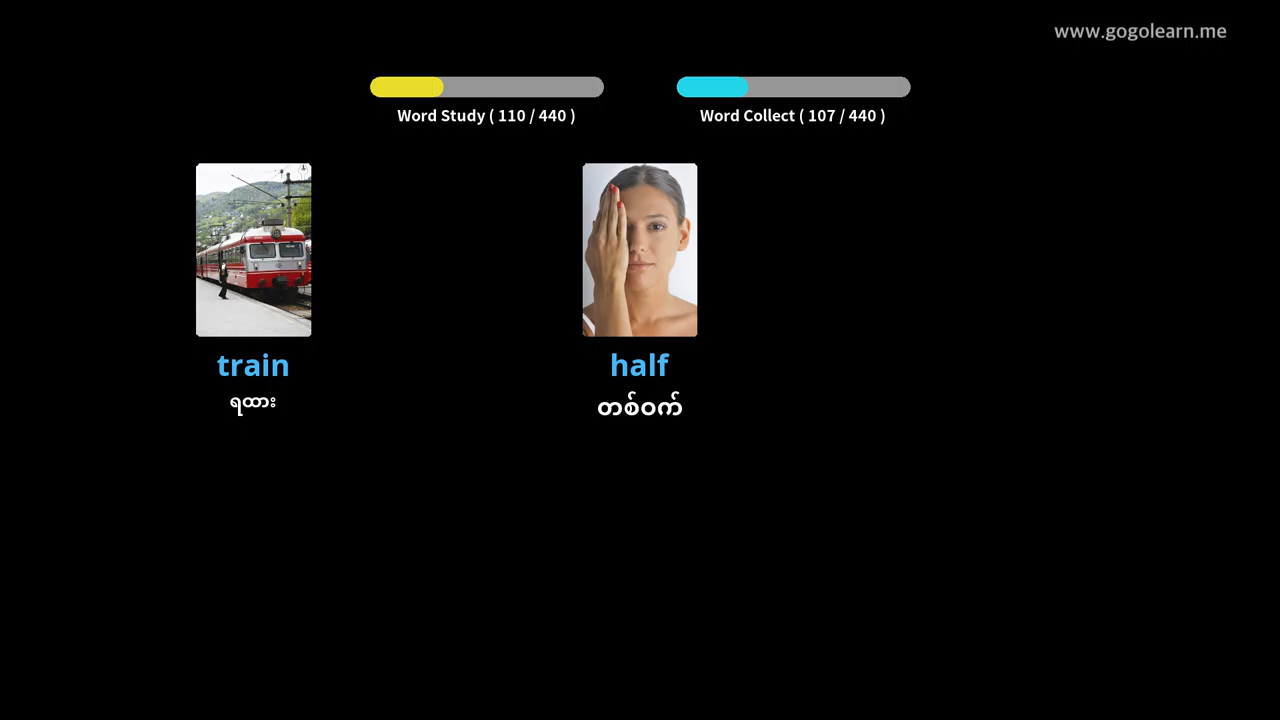 www.gogolearn.me
Word Study ( 110 / 440 )
Word Collect ( 107 / 440 )
train
ရထား
half
တစ်ဝက်